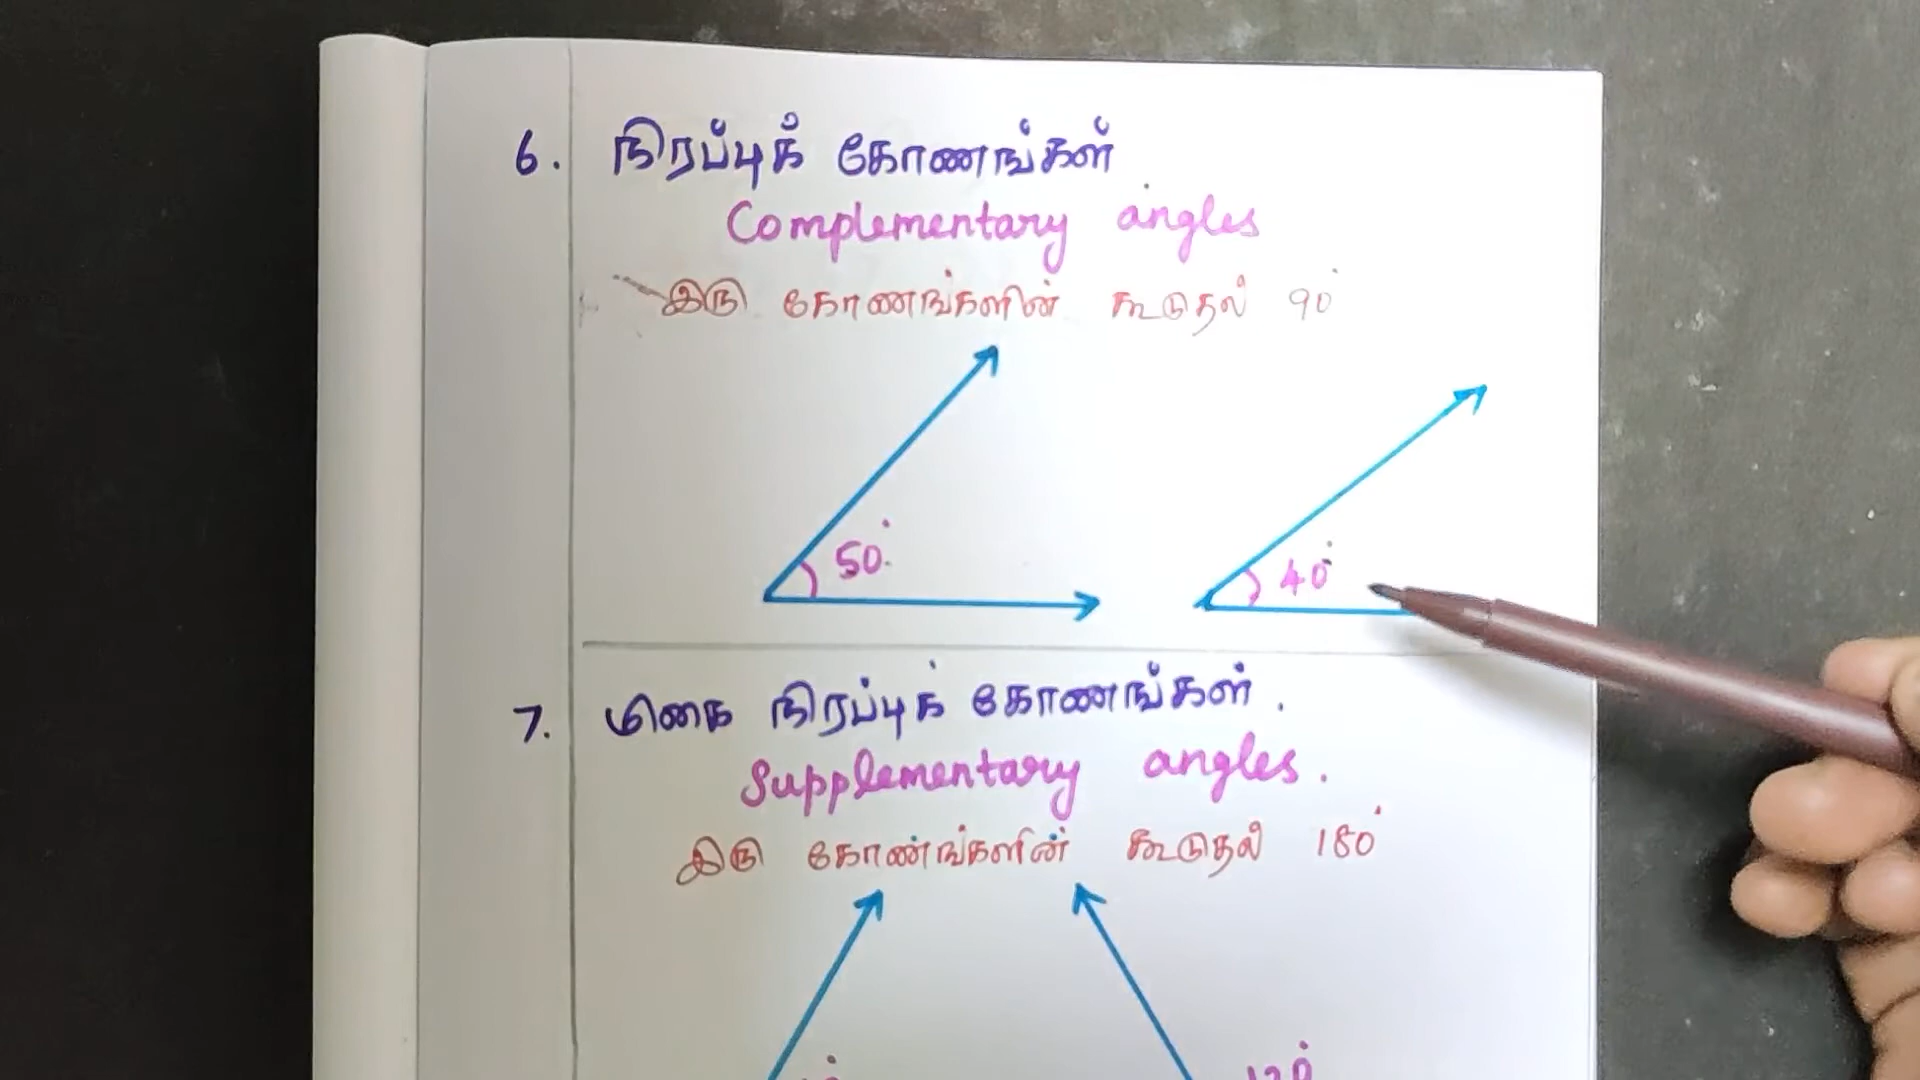 6. நிரப்புக் கோணங்கள்
Complementary angles
இரு கோணங்களின் கூடுதல் 90°
50° 40°
7. மிகை நிரப்புக் கோணங்கள்.
Supplementary angles.
இரு கோண்ங்களின் கூடுதல் 180°